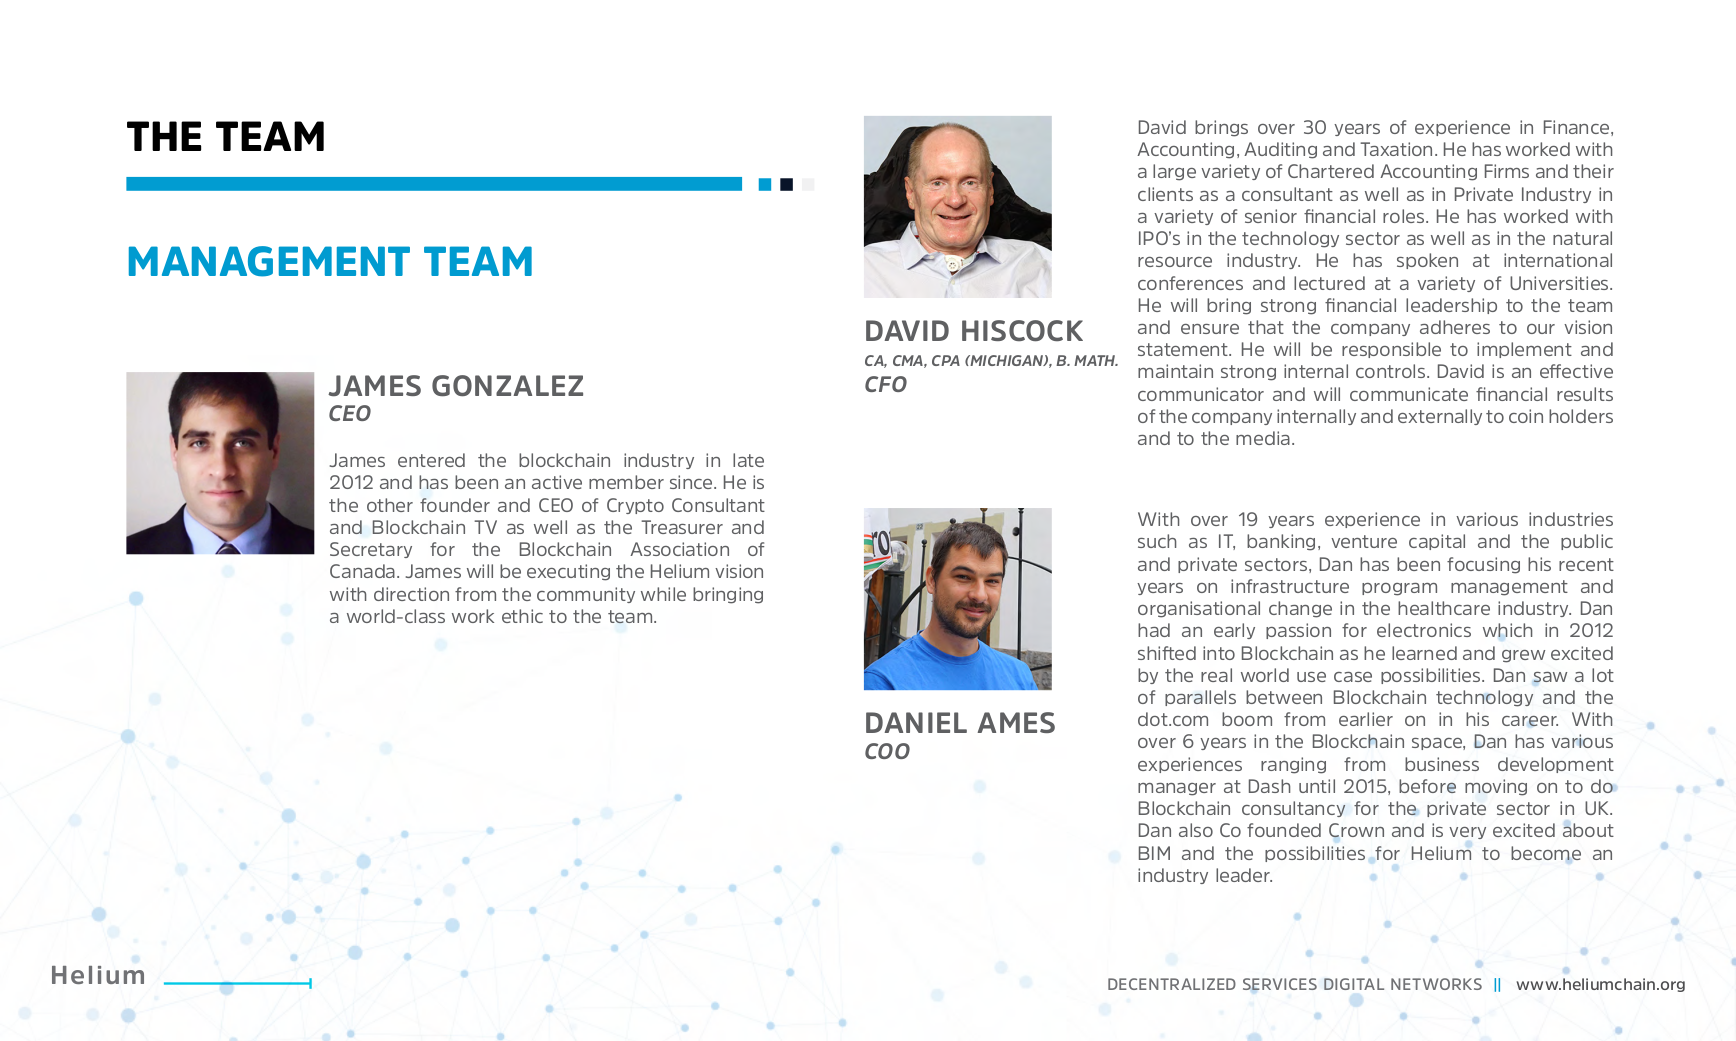 THE TEAM
MANAGEMENT TEAM
JAMES GONZALEZ
CEO
James entered the blockchain industry in late
2012 and has been an active member since. He is
the other founder and CEO of Crypto Consultant
and Blockchain TV as well as the Treasurer and
Secretary for the Blockchain Association of
Canada. James will be executing the Helium vision
with direction from the community while bringing
a world-class work ethic to the team.
DAVID HISCOCK
CA, CMA, CPA (MICHIGAN), B. MATH.
CFO
David brings over 30 years of experience in Finance,
Accounting, Auditing and Taxation. He has worked with
a large variety of Chartered Accounting Firms and their
clients as a consultant as well as in Private Industry in
a variety of senior financial roles. He has worked with
IPO's in the technology sector as well as in the natural
resource industry. He has spoken at international
conferences and lectured at a variety of Universities.
He will bring strong financial leadership to the team
and ensure that the company adheres to our vision
statement. He will be responsible to implement and
maintain strong internal controls. David is an effective
communicator and will communicate financial results
of the company internally and externally to coin holders
and to the media.
ro
DANIEL AMES
COO
With over 19 years experience in various industries
such as IT, banking, venture capital and the public
and private sectors, Dan has been focusing his recent
years on infrastructure program management and
organisational change in the healthcare industry. Dan
had an early passion for electronics which in 2012
shifted into Blockchain as he learned and grew excited
by the real world use case possibilities. Dan saw a lot
of parallels between Blockchain technology and the
dot.com boom from earlier on in his career. With
over 6 years in the Blockchain space, Dan has various
experiences ranging from business development
manager at Dash until 2015, before moving on to do
Blockchain consultancy for the private sector in UK.
Dan also Co founded Crown and is very excited about
BIM and the possibilities for Helium to become an
industry leader.
Helium
DECENTRALIZED SERVICES DIGITAL NETWORKS || www.heliumchain.org